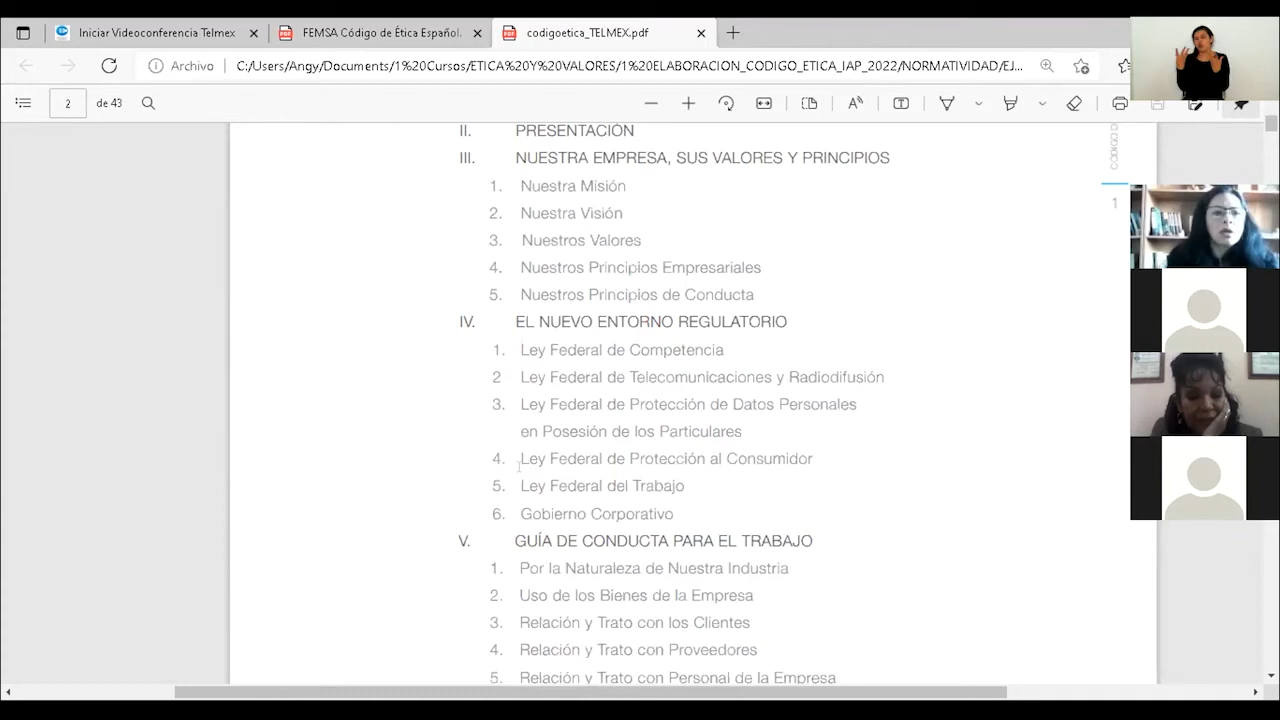 Iniciar Videoconferencia Telmex
FEMSA Código de Ética Español.
codigoetica_TELMEX.pdf
Archivo
C:/Users/Angy/Documents/1%20Cursos/ETICA%20Y%20VALORES/1%20ELABORACION_CODIGO_ETICA_IAP_2022/NORMATIVIDAD/EJ...
2
de 43
II. PRESENTACIÓN
III. NUESTRA EMPRESA, SUS VALORES Y PRINCIPIOS
1. Nuestra Misión
2. Nuestra Visión
3. Nuestros Valores
4. Nuestros Principios Empresariales
5. Nuestros Principios de Conducta
IV. EL NUEVO ENTORNO REGULATORIO
1. Ley Federal de Competencia
2 Ley Federal de Telecomunicaciones y Radiodifusión
3. Ley Federal de Protección de Datos Personales
en Posesión de los Particulares
4. Ley Federal de Protección al Consumidor
5. Ley Federal del Trabajo
6. Gobierno Corporativo
V. GUÍA DE CONDUCTA PARA EL TRABAJO
1. Por la Naturaleza de Nuestra Industria
2. Uso de los Bienes de la Empresa
3. Relación y Trato con los Clientes
4. Relación y Trato con Proveedores
5. Relación y Trato con Personal de la Empresa
CÓDIGO D
1